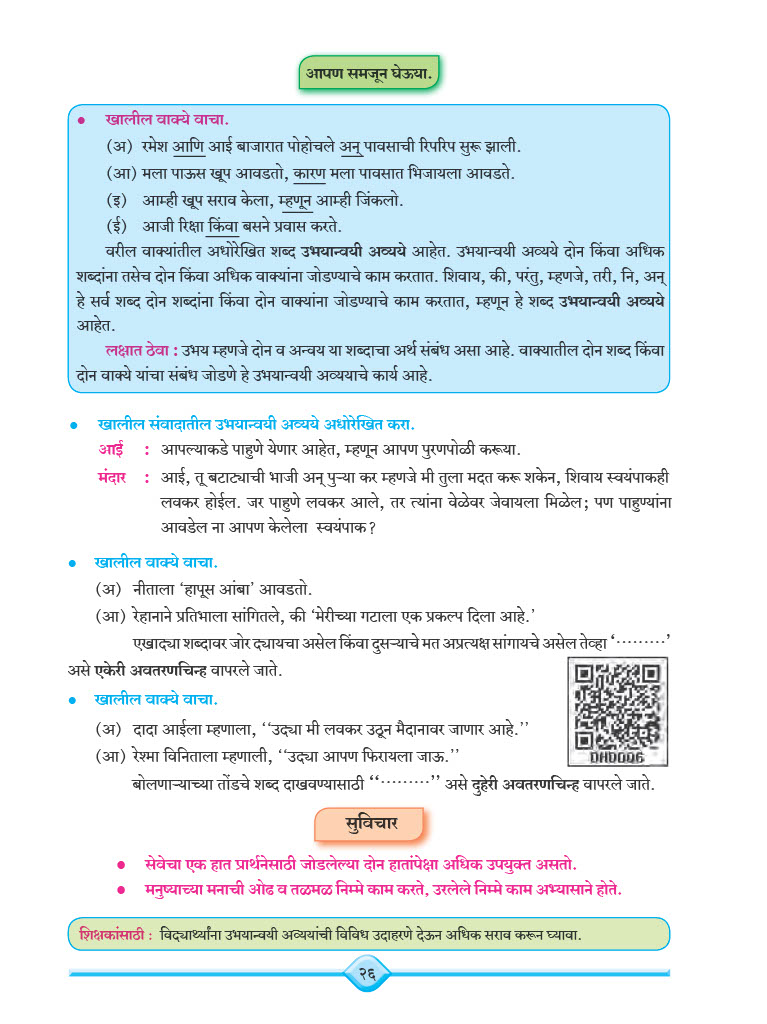 आपण समजून घेऊया.
• खालील वाक्ये वाचा.
(अ) रमेश आणि आई बाजारात पोहोचले अन् पावसाची रिपरिप सुरू झाली.
(आ) मला पाऊस खूप आवडतो, कारण मला पावसात भिजायला आवडते.
(इ) आम्ही खूप सराव केला, म्हणून आम्ही जिंकलो.
(ई) आजी रिक्षा किंवा बसने प्रवास करते.
वरील वाक्यांतील अधोरेखित शब्द उभयान्वयी अव्यये आहेत. उभयान्वयी अव्यये दोन किंवा अधिक
शब्दांना तसेच दोन किंवा अधिक वाक्यांना जोडण्याचे काम करतात. शिवाय, की, परंतु, म्हणजे, तरी, नि, अन्
हे सर्व शब्द दोन शब्दांना किंवा दोन वाक्यांना जोडण्याचे काम करतात, म्हणून हे शब्द उभयान्वयी अव्यये
आहेत.
लक्षात ठेवा : उभय म्हणजे दोन व अन्वय या शब्दाचा अर्थ संबंध असा आहे. वाक्यातील दोन शब्द किंवा
दोन वाक्ये यांचा संबंध जोडणे हे उभयान्वयी अव्ययाचे कार्य आहे.
• खालील संवादातील उभयान्वयी अव्यये अधोरेखित करा.
आई : आपल्याकडे पाहुणे येणार आहेत, म्हणून आपण पुरणपोळी करूया.
मंदार : आई, तू बटाट्याची भाजी अन् पुऱ्या कर म्हणजे मी तुला मदत करू शकेन, शिवाय स्वयंपाकही
लवकर होईल. जर पाहुणे लवकर आले, तर त्यांना वेळेवर जेवायला मिळेल; पण पाहुण्यांना
आवडेल ना आपण केलेला स्वयंपाक?
• खालील वाक्ये वाचा.
(अ) नीताला ‘हापूस आंबा’ आवडतो.
(आ) रेहानाने प्रतिभाला सांगितले, की ‘मेरीच्या गटाला एक प्रकल्प दिला आहे.’
एखाद्या शब्दावर जोर द्यायचा असेल किंवा दुसऱ्याचे मत अप्रत्यक्ष सांगायचे असेल तेव्हा ‘·········’
असे एकेरी अवतरणचिन्ह वापरले जाते.
• खालील वाक्ये वाचा.
(अ) दादा आईला म्हणाला, ‘‘उद्या मी लवकर उठून मैदानावर जाणार आहे.’’
(आ) रेश्मा विनिताला म्हणाली, ‘‘उद्या आपण फिरायला जाऊ.’’
DHD0Q6
बोलणाऱ्याच्या तोंडचे शब्द दाखवण्यासाठी ‘‘·········’’ असे दुहेरी अवतरणचिन्ह वापरले जाते.
सुविचार
• सेवेचा एक हात प्रार्थनेसाठी जोडलेल्या दोन हातांपेक्षा अधिक उपयुक्त असतो.
• मनुष्याच्या मनाची ओढ व तळमळ निम्मे काम करते, उरलेले निम्मे काम अभ्यासाने होते.
शिक्षकांसाठी : विद्यार्थ्यांना उभयान्वयी अव्ययांची विविध उदाहरणे देऊन अधिक सराव करून घ्यावा.
२६